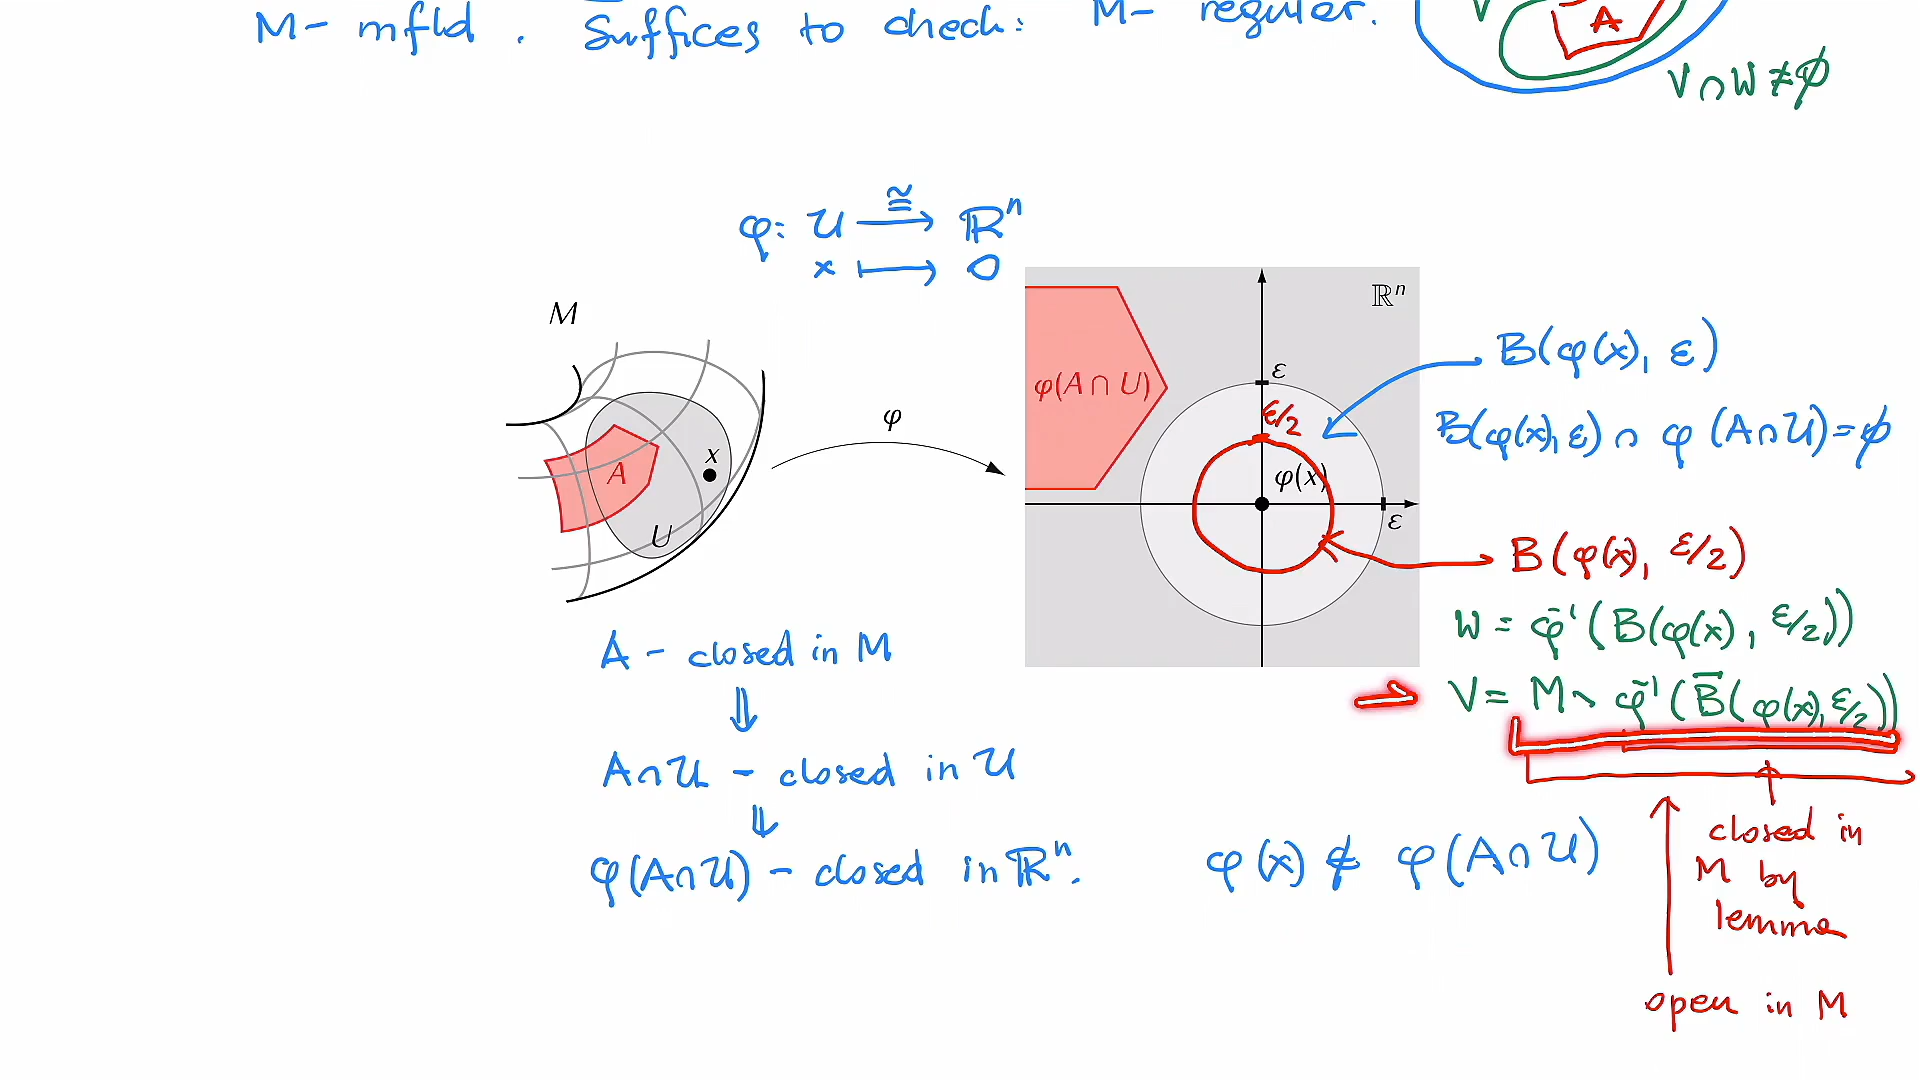 M- mfld . Suffices to check: M- regular.
V
A
V∩W ≠ ∅
φ: U ≅→ ℝⁿ
x ↦ 0
M
A
x
U
φ
ℝⁿ
φ(A ∩ U)
ε
ε/2
φ(x)
ε
B(φ(x), ε)
B(φ(x), ε) ∩ φ(A∩U) = ∅
B(φ(x), ε/2)
W = φ⁻¹(B(φ(x), ε/2))
⇒ V = M ∖ φ⁻¹(B̅(φ(x), ε/2))
A - closed in M
⇓
A∩U - closed in U
⇓
φ(A∩U) - closed in ℝⁿ.
φ(x) ∉ φ(A∩U)
closed in
M by
lemma
open in M